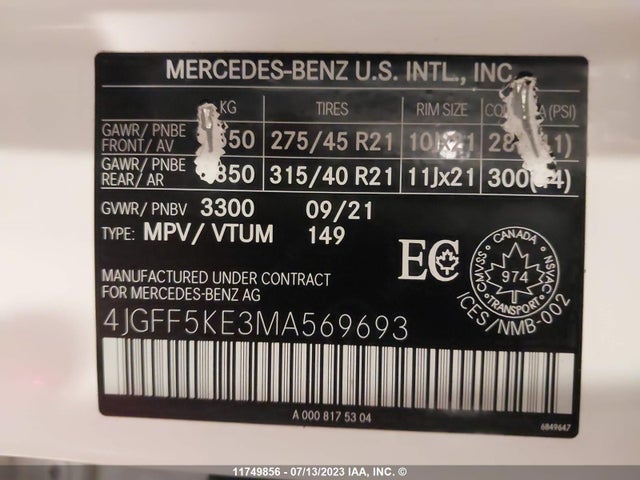 MERCEDES-BENZ U.S. INTL., INC.
KG TIRES RIM SIZE (PSI)
GAWR/ PNBE
FRONT/ AV 275/45 R21
GAWR/ PNBE
REAR/ AR 315/40 R21 11Jx21
GVWR/ PNBV 3300 09/21
TYPE: MPV/ VTUM 149
EC
CANADA
CMVSS 974 NSVAC
TRANSPORT
ICES/NMB-002
MANUFACTURED UNDER CONTRACT
FOR MERCEDES-BENZ AG
4JGFF5KE3MA569693
A 000 817 53 04
6849647
11749856 - 07/13/2023 IAA, INC. ©